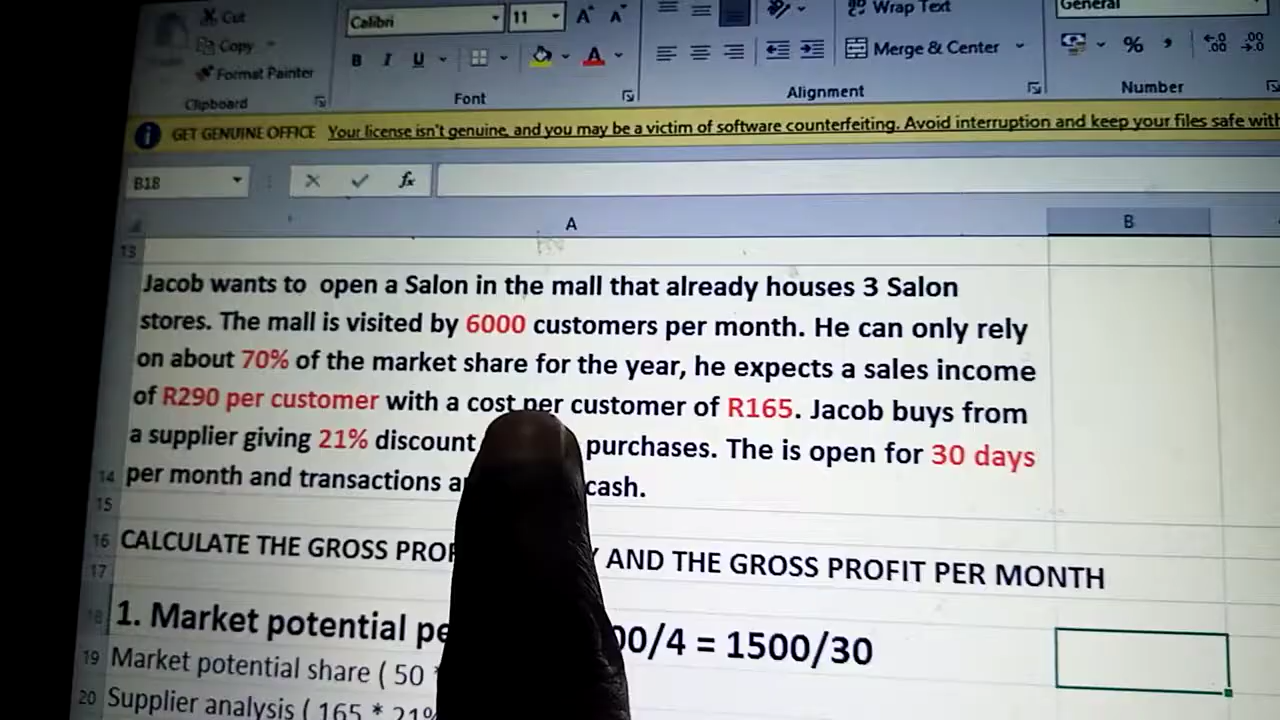 Cut
Calibri 11 A A
Wrap Text
General
Copy
B I U A
Merge & Center
% , .00 .00
Format Painter
Clipboard
Font
Alignment
Number
GET GENUINE OFFICE Your license isn't genuine, and you may be a victim of software counterfeiting. Avoid interruption and keep your files safe with
B18 fx
A B
13
Jacob wants to open a Salon in the mall that already houses 3 Salon
stores. The mall is visited by 6000 customers per month. He can only rely
on about 70% of the market share for the year, he expects a sales income
of R290 per customer with a cost per customer of R165. Jacob buys from
a supplier giving 21% discount purchases. The is open for 30 days
14 per month and transactions cash.
15
16 CALCULATE THE GROSS AND THE GROSS PROFIT PER MONTH
17
18 1. Market potential 00/4 = 1500/30
19 Market potential share ( 50
20 Supplier analysis ( 165 * 21%